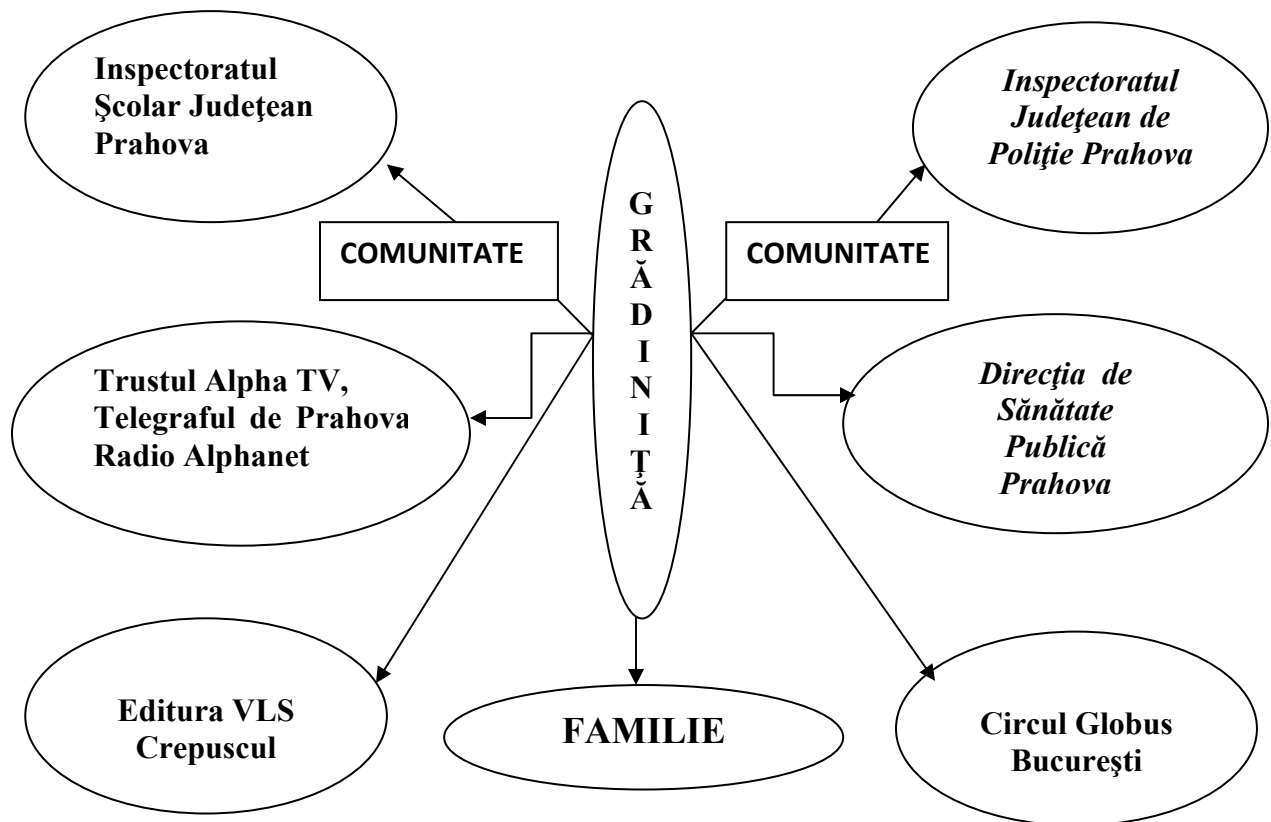 Inspectoratul
Şcolar Judeţean
Prahova
Inspectoratul
Judeţean de
Poliţie Prahova
COMUNITATE
COMUNITATE
G
R
Ă
D
I
N
I
Ţ
Ă
Trustul Alpha TV,
Telegraful de Prahova
Radio Alphanet
Direcţia de
Sănătate
Publică
Prahova
Editura VLS
Crepuscul
FAMILIE
Circul Globus
Bucureşti